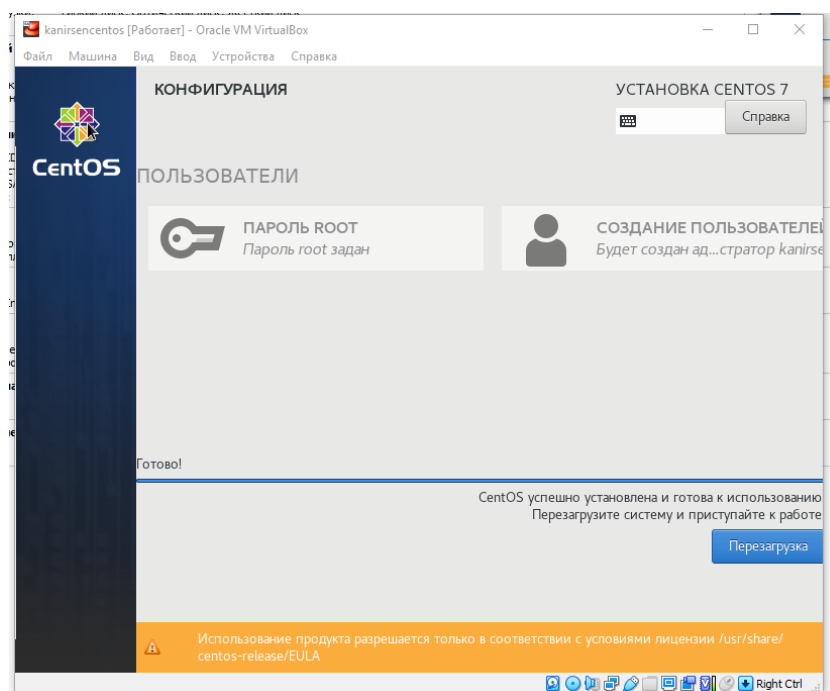 kanirsencentos [Работает] - Oracle VM VirtualBox
Файл Машина Вид Ввод Устройства Справка
КОНФИГУРАЦИЯ
УСТАНОВКА CENTOS 7
Справка
CentOS
ПОЛЬЗОВАТЕЛИ
ПАРОЛЬ ROOT
Пароль root задан
СОЗДАНИЕ ПОЛЬЗОВАТЕЛЕЙ
Будет создан ад...стратор kanirse
Готово!
CentOS успешно установлена и готова к использованию
Перезагрузите систему и приступайте к работе
Перезагрузка
Использование продукта разрешается только в соответствии с условиями лицензии /usr/share/
centos-release/EULA
Right Ctrl